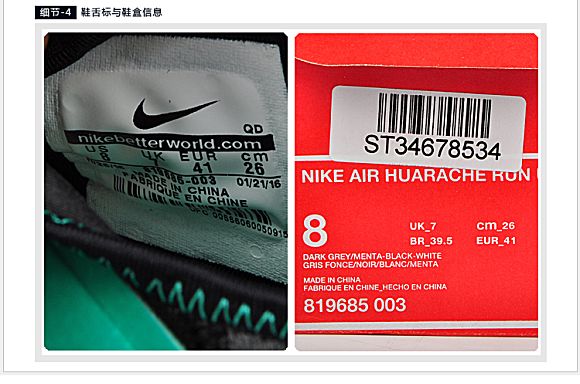 细节-4 鞋舌标与鞋盒信息
QD
nikebetterworld.com
US UK EUR cm
8 7 41 26
01/21/16
FABRIQUE EN CHINE
ST34678534
NIKE AIR HUARACHE RUN
8
UK_7 cm_26
BR_39.5 EUR_41
DARK GREY/MENTA-BLACK-WHITE
GRIS FONCE/NOIR/BLANC/MENTA
MADE IN CHINA
FABRIQUE EN CHINE_HECHO EN CHINA
819685 003